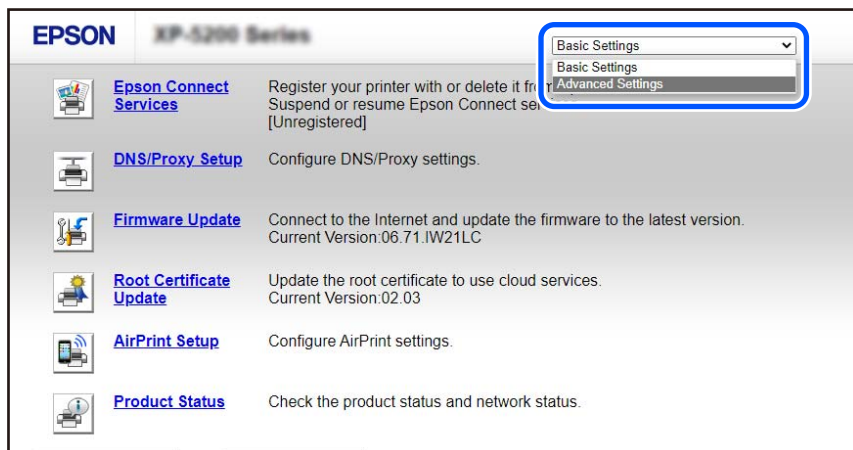 EPSON
XP-5200 Series
Basic Settings
Basic Settings
Advanced Settings
Epson Connect
Services
Register your printer with or delete it from
Suspend or resume Epson Connect
[Unregistered]
DNS/Proxy Setup
Configure DNS/Proxy settings.
Firmware Update
Connect to the Internet and update the firmware to the latest version.
Current Version:06.71.IW21LC
Root Certificate
Update
Update the root certificate to use cloud services.
Current Version:02.03
AirPrint Setup
Configure AirPrint settings.
Product Status
Check the product status and network status.